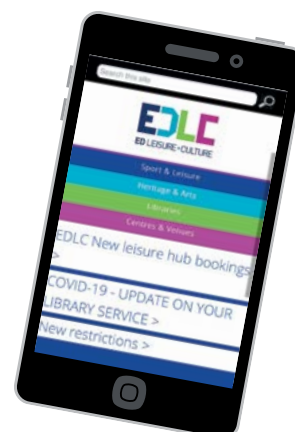 Search this site
EDLC
ED LEISURE+CULTURE
Sport & Leisure
Heritage & Arts
Libraries
Centres & Venues
EDLC New leisure hub bookings
>
COVID-19 - UPDATE ON YOUR
LIBRARY SERVICE >
New restrictions >